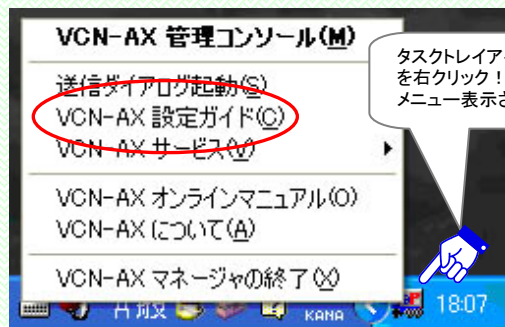 VCN-AX 管理コンソール(M)
送信ダイアログ起動(S)
VCN-AX 設定ガイド(C)
VCN-AX サービス(V)
VCN-AX オンラインマニュアル(O)
VCN-AX について(A)
VCN-AX マネージャの終了(X)
タスクトレイア
を右クリック！
メニュー表示さ
KANA
18:07